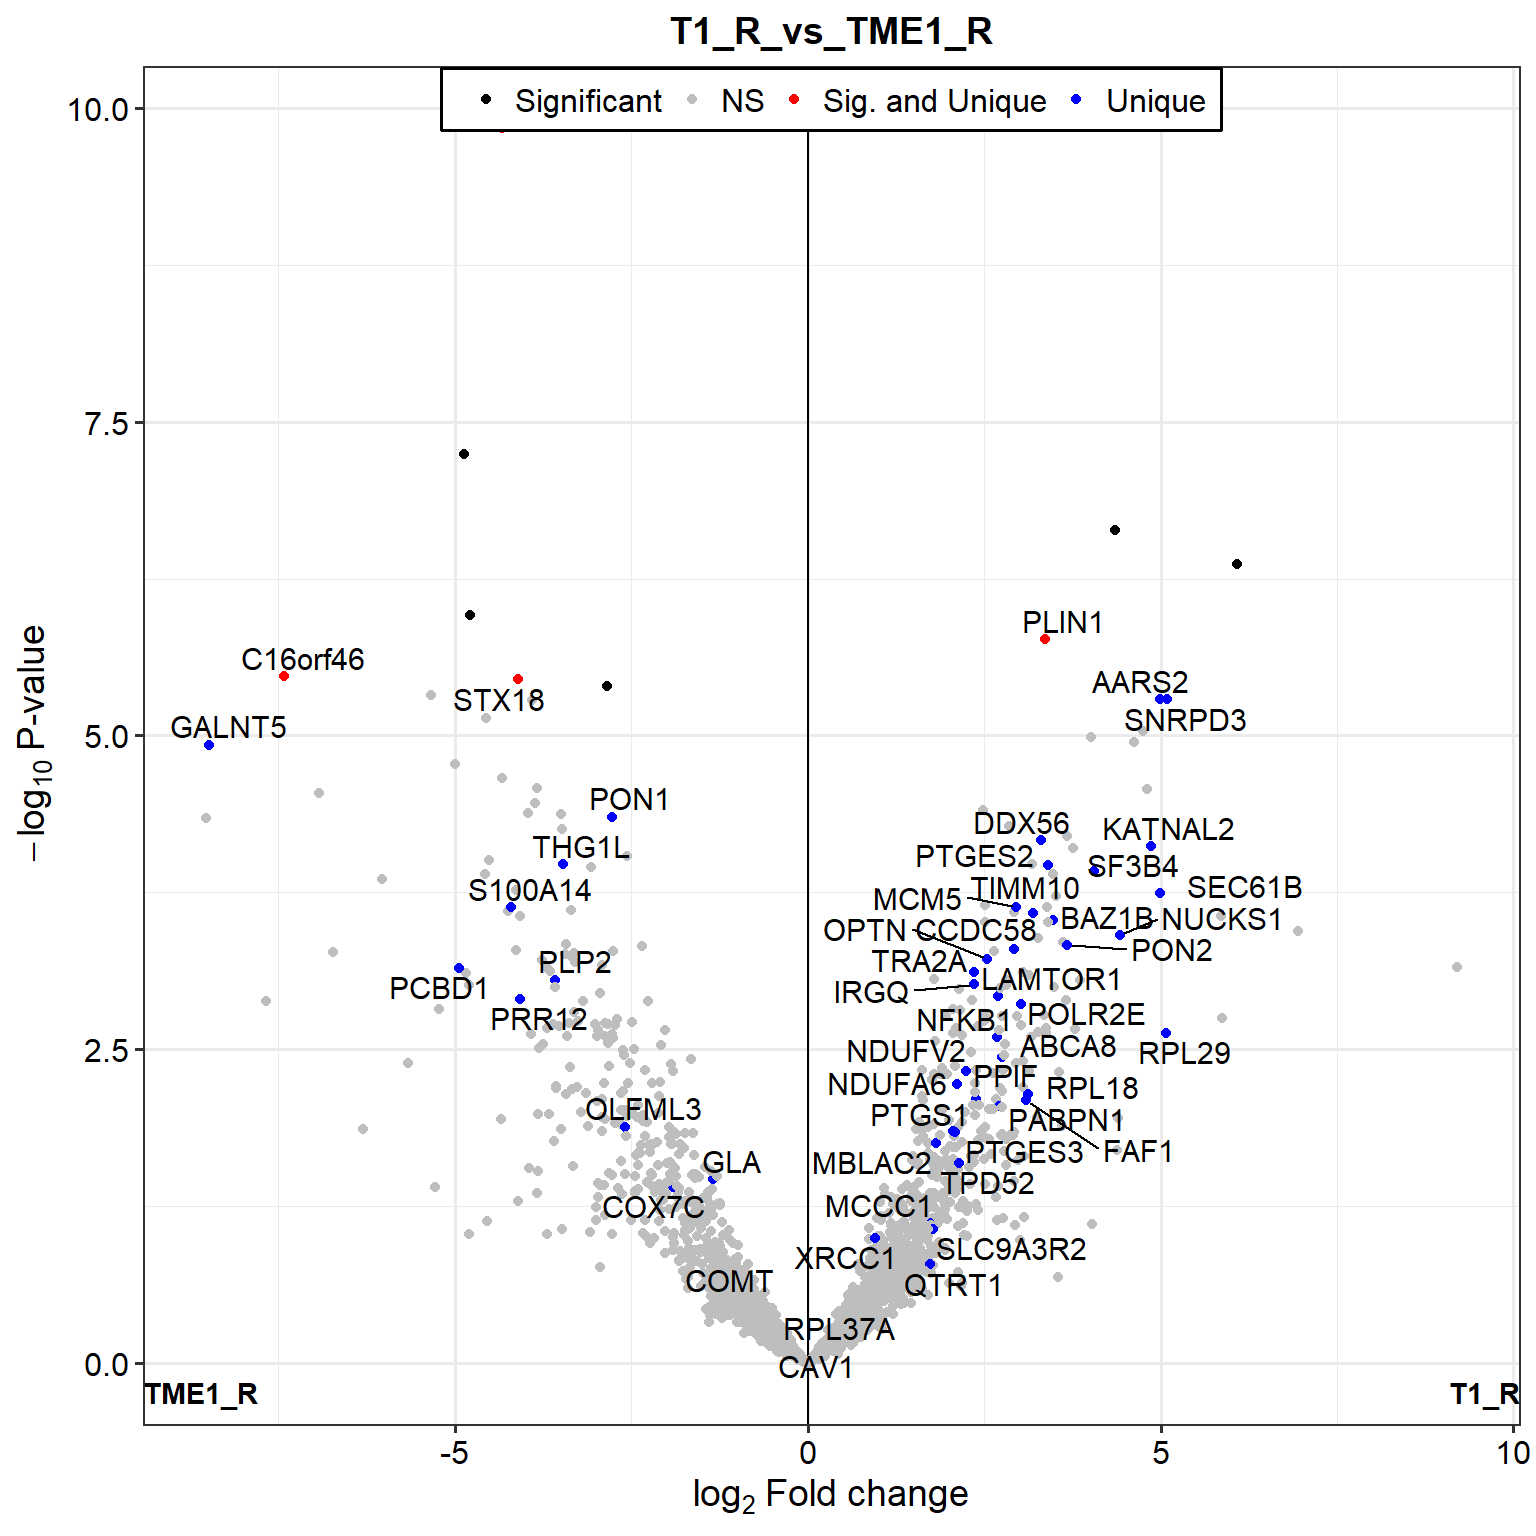 T1_R_vs_TME1_R
Significant NS Sig. and Unique Unique
10.0
7.5
5.0
2.5
0.0
−log10 P-value
PLIN1
C16orf46
AARS2
STX18
SNRPD3
GALNT5
PON1
DDX56
KATNAL2
THG1L
PTGES2
SF3B4
S100A14
TIMM10
SEC61B
MCM5
BAZ1B
NUCKS1
OPTN
CCDC58
PON2
PLP2
TRA2A
LAMTOR1
PCBD1
IRGQ
PRR12
NFKB1
POLR2E
NDUFV2
ABCA8
RPL29
NDUFA6
PPIF
RPL18
OLFML3
PTGS1
PABPN1
GLA
MBLAC2
PTGES3
FAF1
TPD52
COX7C
MCCC1
XRCC1
SLC9A3R2
COMT
QTRT1
RPL37A
CAV1
TME1_R
T1_R
-5 0 5 10
log2 Fold change